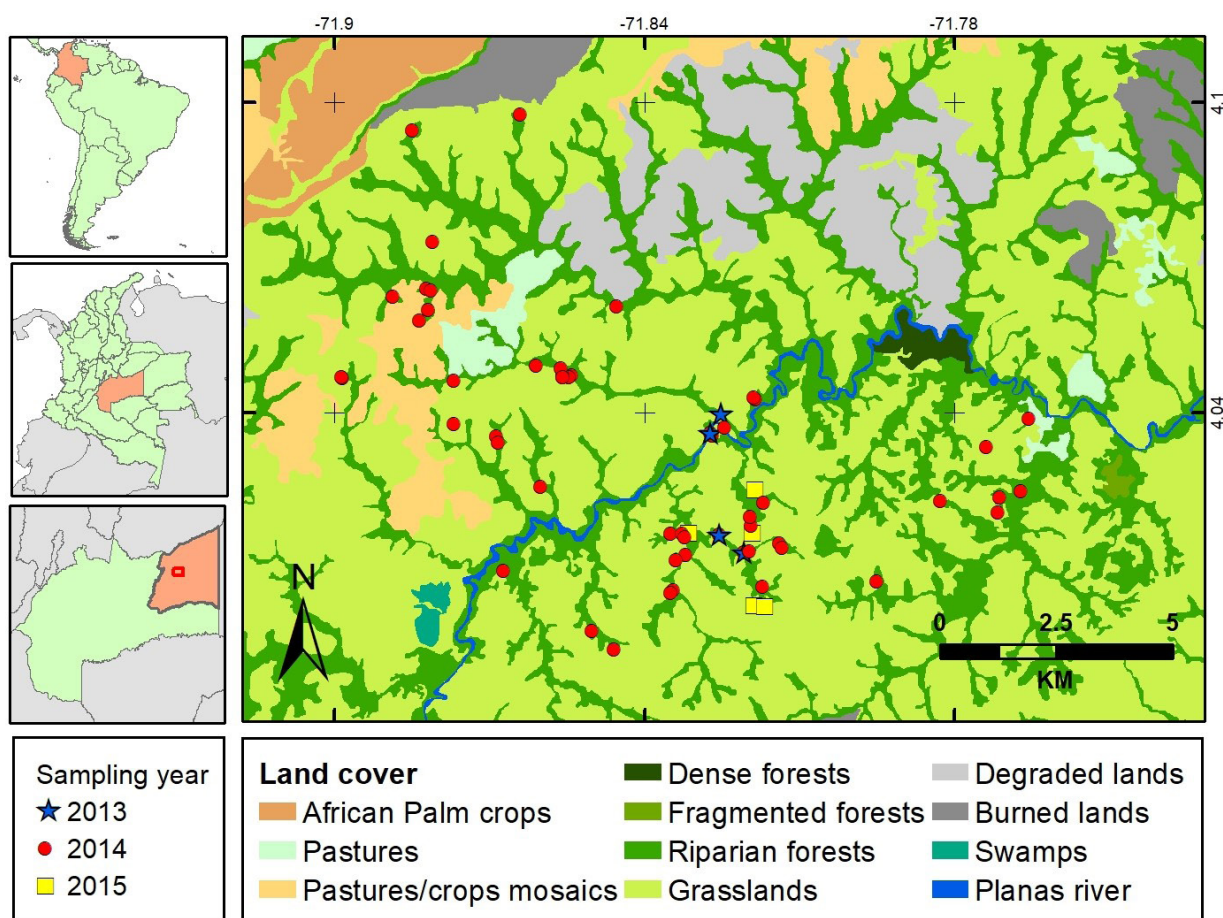 -71.9 -71.84 -71.78
4.1
4.04
N
0 2.5 5
KM
Sampling year
2013
2014
2015
Land cover
African Palm crops
Pastures
Pastures/crops mosaics
Dense forests
Fragmented forests
Riparian forests
Grasslands
Degraded lands
Burned lands
Swamps
Planas river